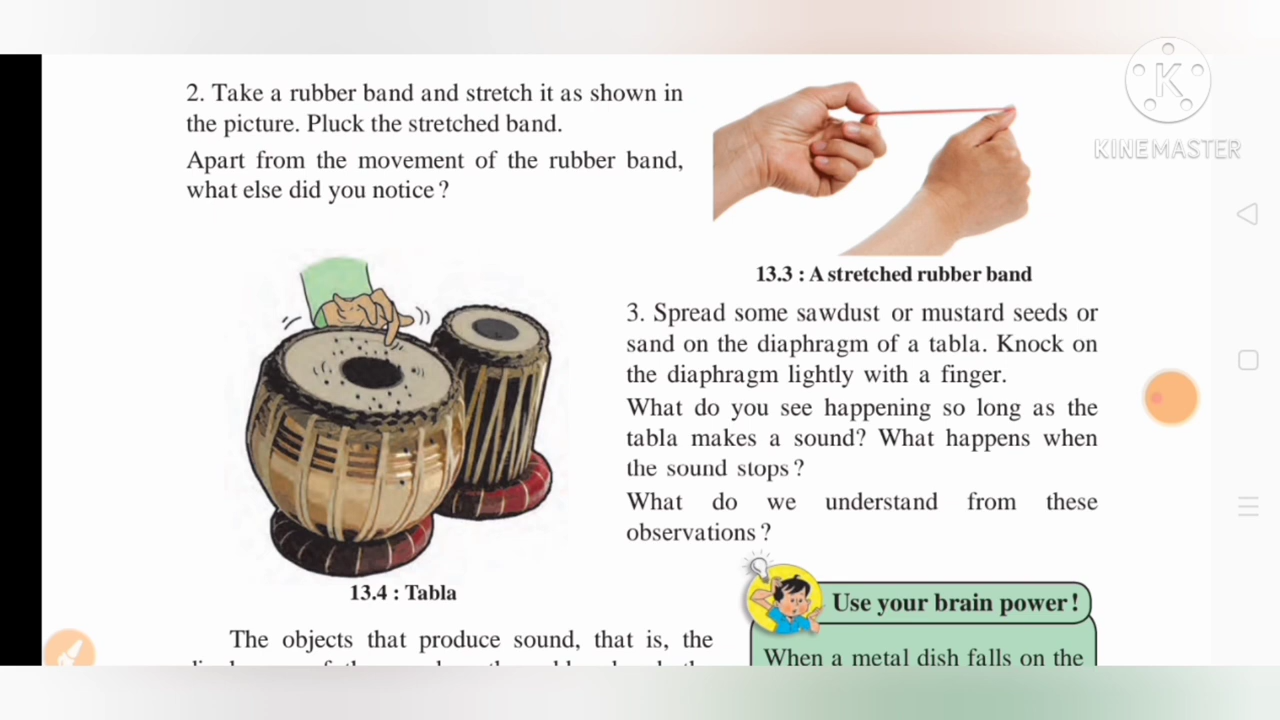 2. Take a rubber band and stretch it as shown in
the picture. Pluck the stretched band.
Apart from the movement of the rubber band,
what else did you notice?
KINEMASTER
13.3 : A stretched rubber band
3. Spread some sawdust or mustard seeds or
sand on the diaphragm of a tabla. Knock on
the diaphragm lightly with a finger.
What do you see happening so long as the
tabla makes a sound? What happens when
the sound stops?
What do we understand from these
observations?
13.4 : Tabla
Use your brain power!
The objects that produce sound, that is, the
When a metal dish falls on the